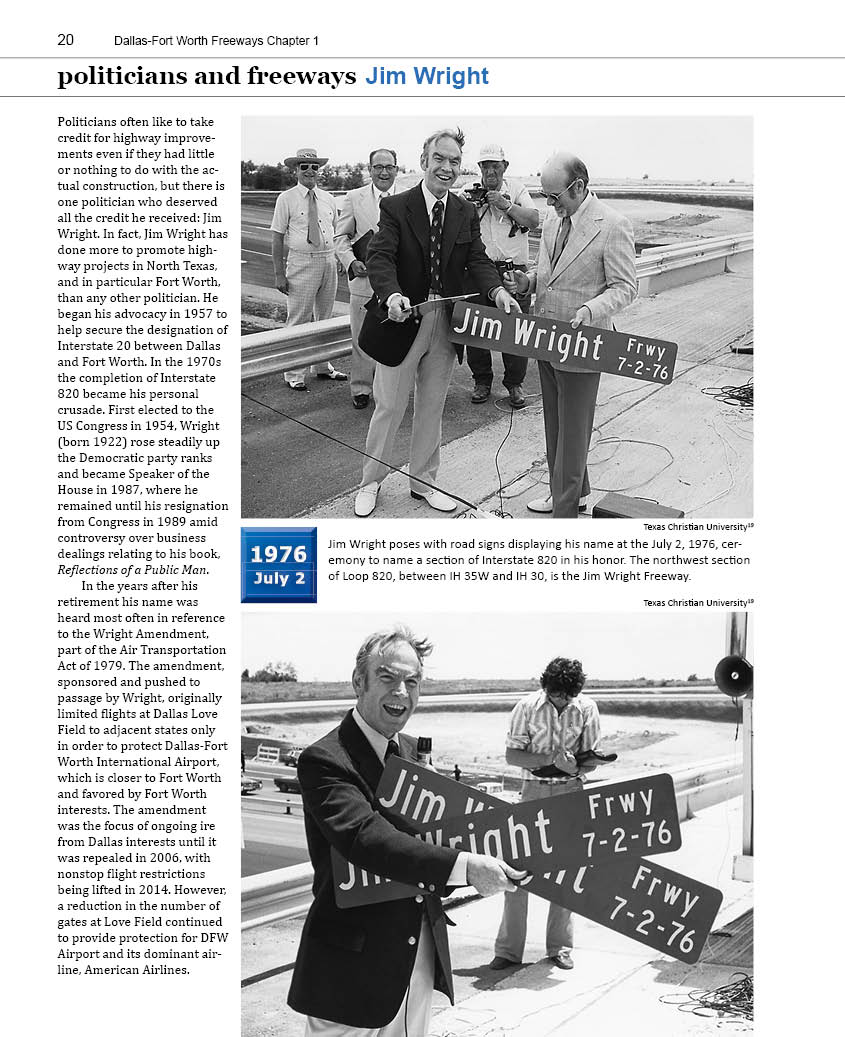 20 Dallas-Fort Worth Freeways Chapter 1
politicians and freeways Jim Wright
Politicians often like to take
credit for highway improve-
ments even if they had little
or nothing to do with the ac-
tual construction, but there is
one politician who deserved
all the credit he received: Jim
Wright. In fact, Jim Wright has
done more to promote high-
way projects in North Texas,
and in particular Fort Worth,
than any other politician. He
began his advocacy in 1957 to
help secure the designation of
Interstate 20 between Dallas
and Fort Worth. In the 1970s
the completion of Interstate
820 became his personal
crusade. First elected to the
US Congress in 1954, Wright
(born 1922) rose steadily up
the Democratic party ranks
and became Speaker of the
House in 1987, where he
remained until his resignation
from Congress in 1989 amid
controversy over business
dealings relating to his book,
Reflections of a Public Man.
In the years after his
retirement his name was
heard most often in reference
to the Wright Amendment,
part of the Air Transportation
Act of 1979. The amendment,
sponsored and pushed to
passage by Wright, originally
limited flights at Dallas Love
Field to adjacent states only
in order to protect Dallas-Fort
Worth International Airport,
which is closer to Fort Worth
and favored by Fort Worth
interests. The amendment
was the focus of ongoing ire
from Dallas interests until it
was repealed in 2006, with
nonstop flight restrictions
being lifted in 2014. However,
a reduction in the number of
gates at Love Field continued
to provide protection for DFW
Airport and its dominant air-
line, American Airlines.
Jim Wright Frwy
7-2-76
Texas Christian University19
1976
July 2
Jim Wright poses with road signs displaying his name at the July 2, 1976, cer-
emony to name a section of Interstate 820 in his honor. The northwest section
of Loop 820, between IH 35W and IH 30, is the Jim Wright Freeway.
Texas Christian University19
Jim
Wright Frwy
7-2-76
Frwy
7-2-76